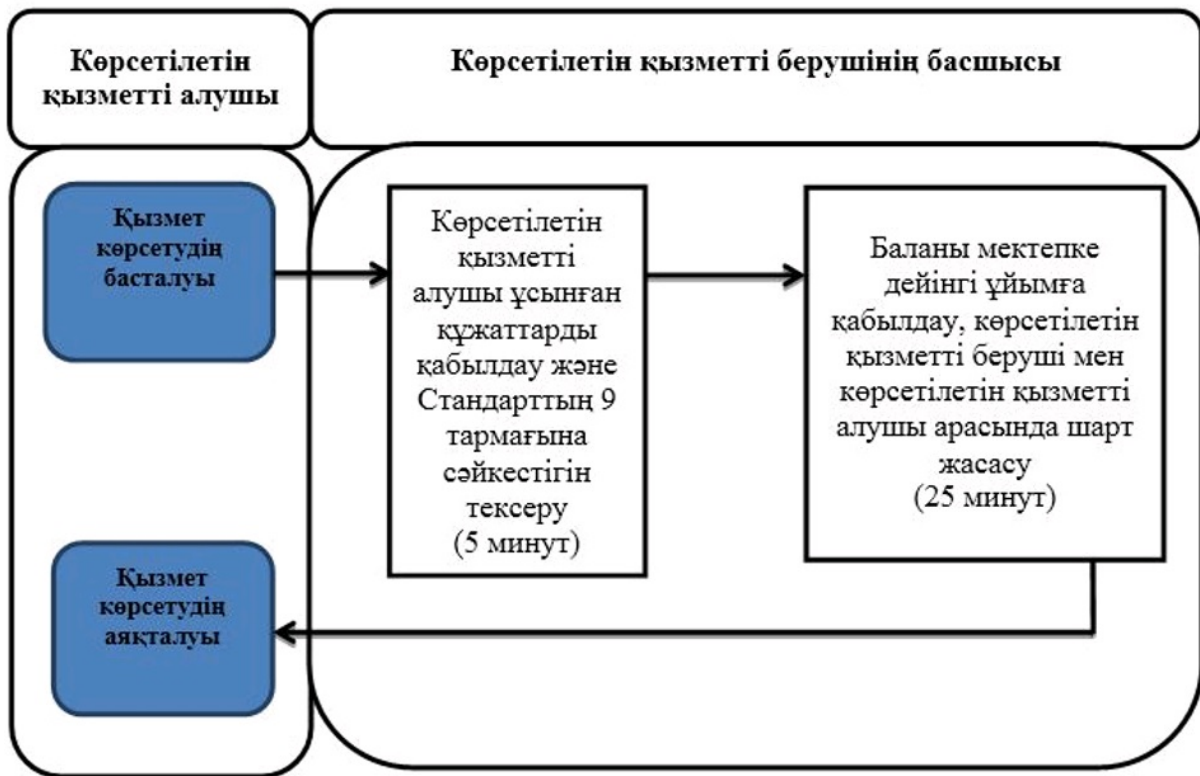 Көрсетілетін
қызметті алушы
Көрсетілетін қызметті берушінің басшысы
Қызмет
көрсетудің
басталуы
Көрсетілетін
қызметті
алушы ұсынған
құжаттарды
қабылдау және
Стандарттың 9
тармағына
сәйкестігін
тексеру
(5 минут)
Баланы мектепке
дейінгі ұйымға
қабылдау, көрсетілетін
қызметті беруші мен
көрсетілетін қызметті
алушы арасында шарт
жасасу
(25 минут)
Қызмет
көрсетудің
аяқталуы